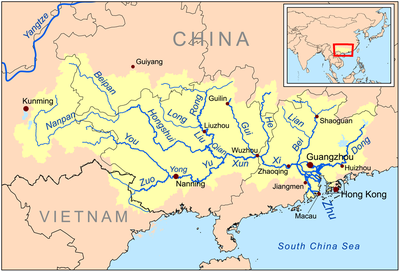 Yangtze
CHINA
Guiyang
Beipan
Kunming
Nanpan
Hongshui
Long
Rong
Guilin
Liuzhou
Liu
Qian
Gui
He
Lian
Shaoguan
Bei
Wuzhou
Xun
Xi
Zhaoqing
Guangzhou
Dong
Huizhou
You
Yong
Yu
Zuo
Nanning
Jiangmen
Hong Kong
Macau
Zhu
VIETNAM
South China Sea